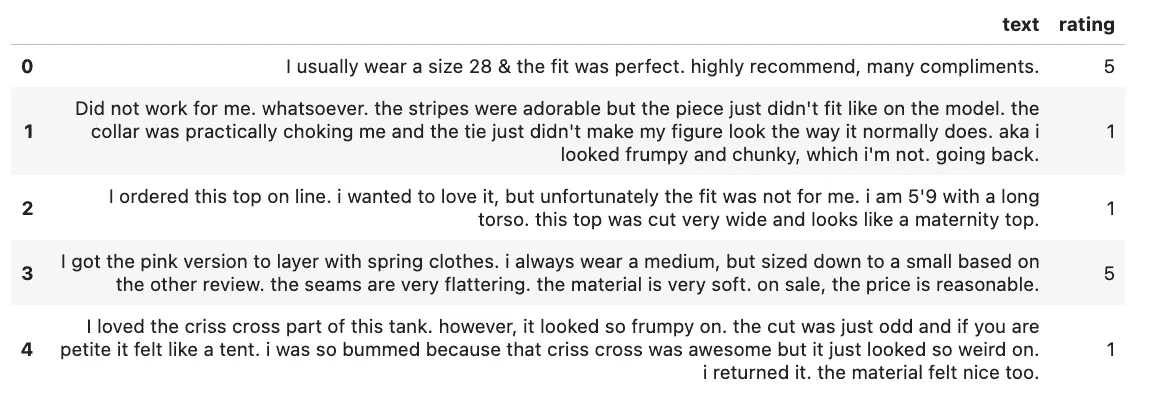 text rating
0 I usually wear a size 28 & the fit was perfect. highly recommend, many compliments. 5
Did not work for me. whatsoever. the stripes were adorable but the piece just didn't fit like on the model. the
1 collar was practically choking me and the tie just didn't make my figure look the way it normally does. aka i 1
looked frumpy and chunky, which i'm not. going back.
2 I ordered this top on line. i wanted to love it, but unfortunately the fit was not for me. i am 5'9 with a long 1
torso. this top was cut very wide and looks like a maternity top.
3 I got the pink version to layer with spring clothes. i always wear a medium, but sized down to a small based on 5
the other review. the seams are very flattering. the material is very soft. on sale, the price is reasonable.
I loved the criss cross part of this tank. however, it looked so frumpy on. the cut was just odd and if you are
4 petite it felt like a tent. i was so bummed because that criss cross was awesome but it just looked so weird on. 1
i returned it. the material felt nice too.